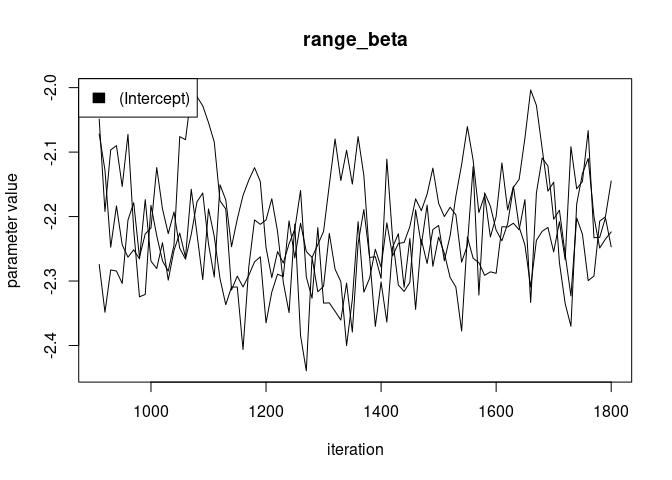 range_beta
(Intercept)
parameter value
-2.0
-2.1
-2.2
-2.3
-2.4
1000 1200 1400 1600 1800
iteration